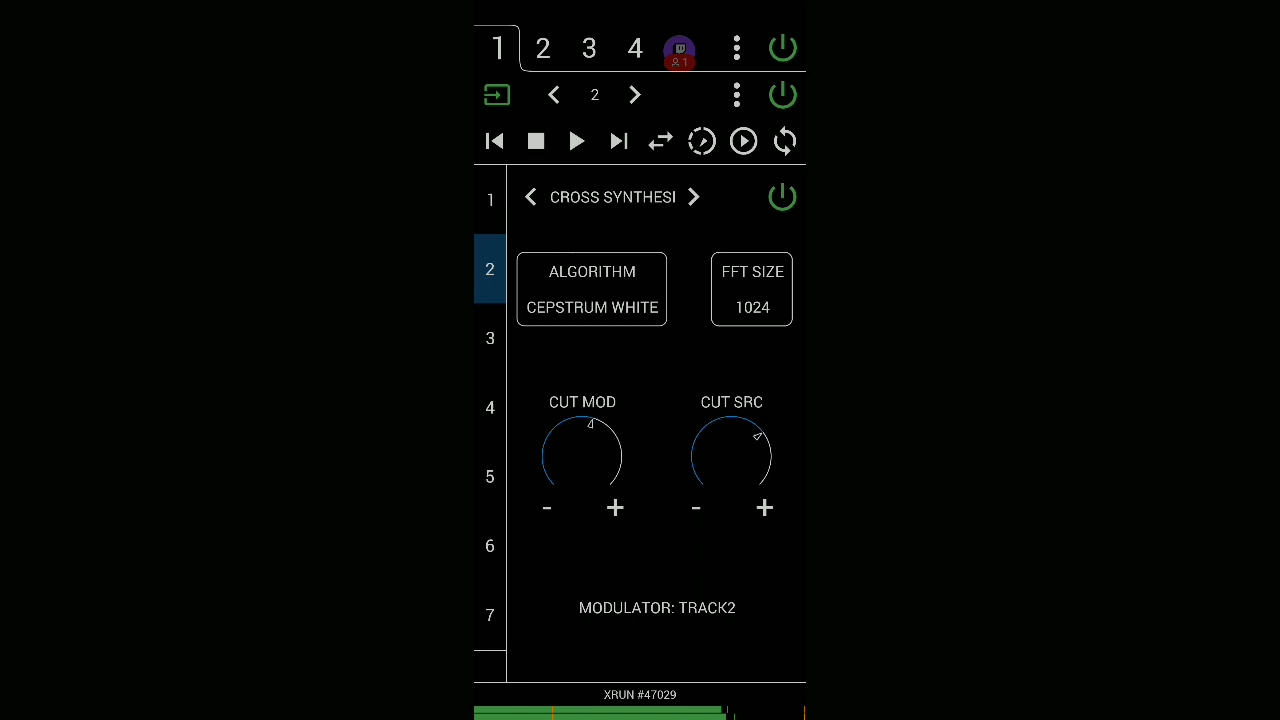 1 2 3 4
1
2
1
CROSS SYNTHESI
2
ALGORITHM FFT SIZE
CEPSTRUM WHITE 1024
3
4
CUT MOD CUT SRC
5
- + - +
6
7
MODULATOR: TRACK2
XRUN #47029